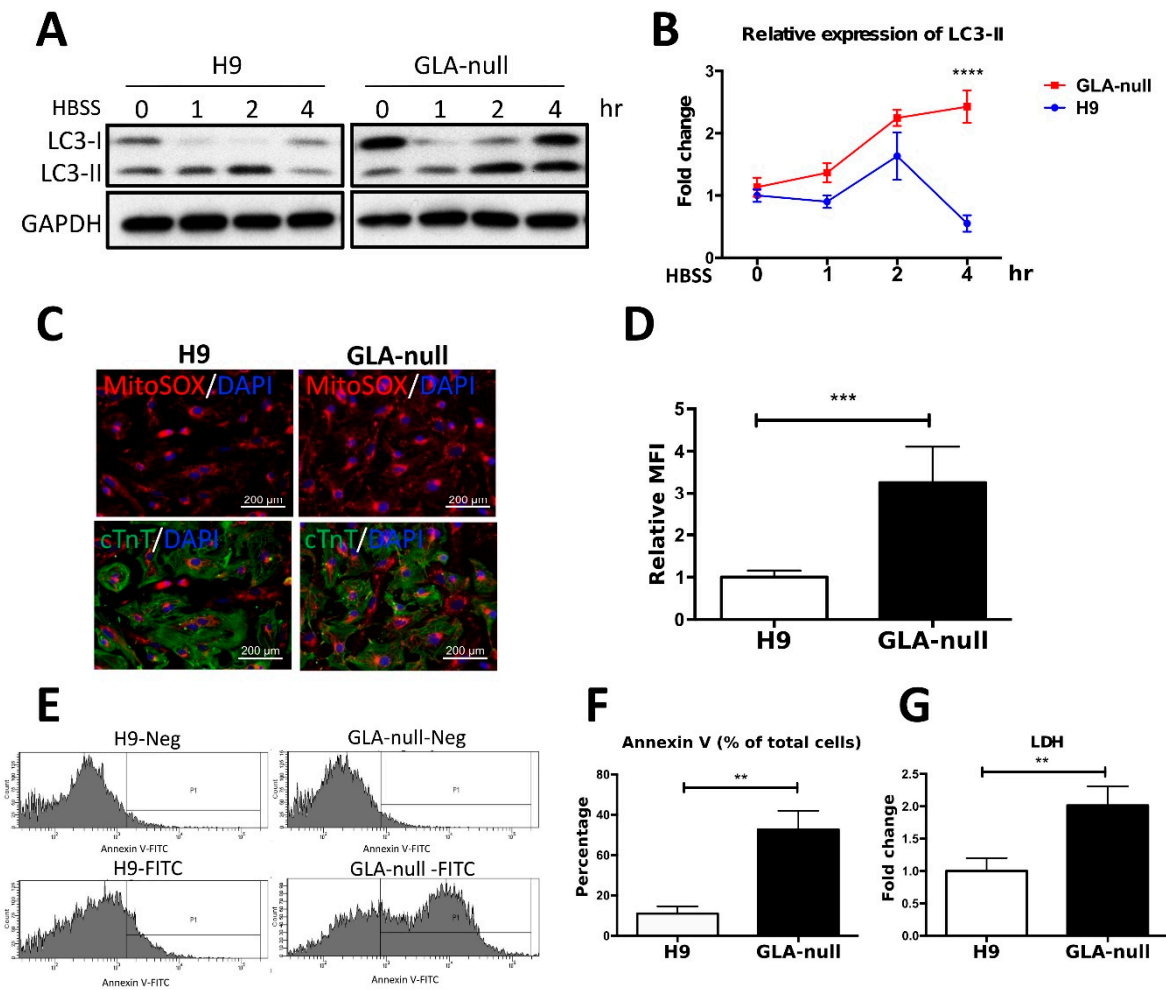 A
H9 GLA-null
HBSS 0 1 2 4 0 1 2 4 hr
LC3-I
LC3-II
GAPDH
B
Relative expression of LC3-II
Fold change
3
2
1
0
****
GLA-null
H9
HBSS 0 1 2 4 hr
C
H9 GLA-null
MitoSOX/DAPI MitoSOX/DAPI
200 µm 200 µm
cTnT/DAPI cTnT/DAPI
200 µm 200 µm
D
Relative MFI
5
4
3
2
1
0
***
H9 GLA-null
E
H9-Neg GLA-null-Neg
Count Count
P1 P1
Annexin V-FITC Annexin V-FITC
H9-FITC GLA-null -FITC
Count Count
P1 P1
Annexin V-FITC Annexin V-FITC
F
Annexin V (% of total cells)
Percentage
80
40
60
20
0
**
H9 GLA-null
G
LDH
Fold change
2.5
2.0
1.5
1.0
0.5
0.0
**
H9 GLA-null